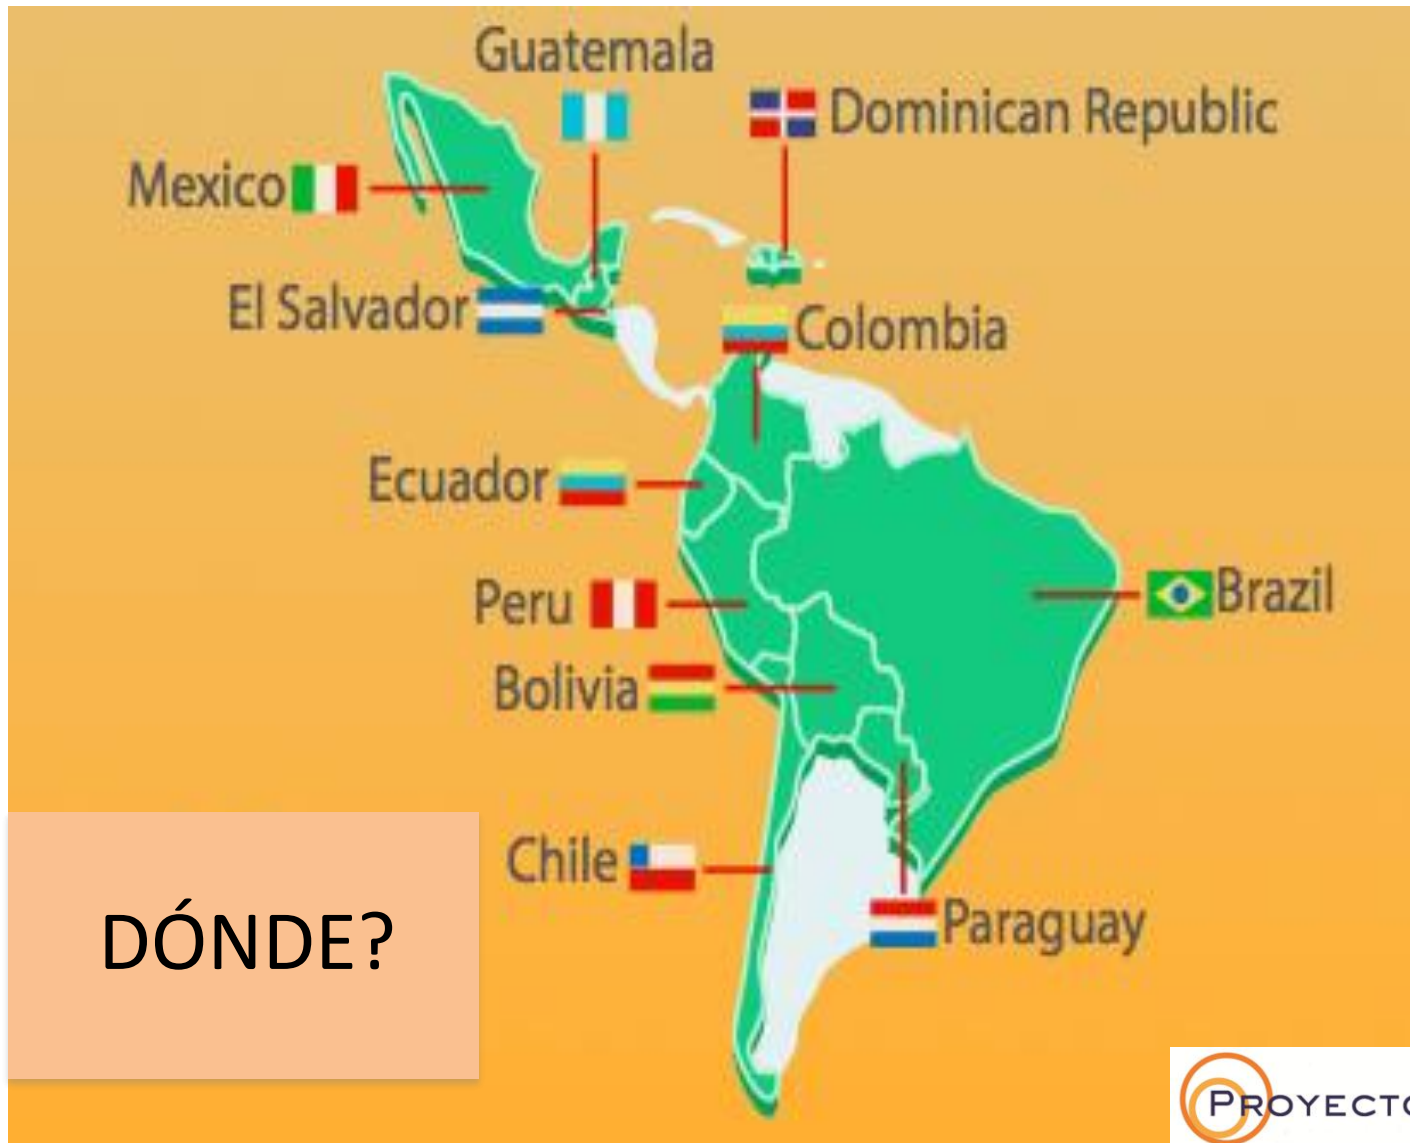 Guatemala
Dominican Republic
Mexico
El Salvador
Colombia
Ecuador
Peru
Brazil
Bolivia
Chile
Paraguay
DÓNDE?
PROYECTO